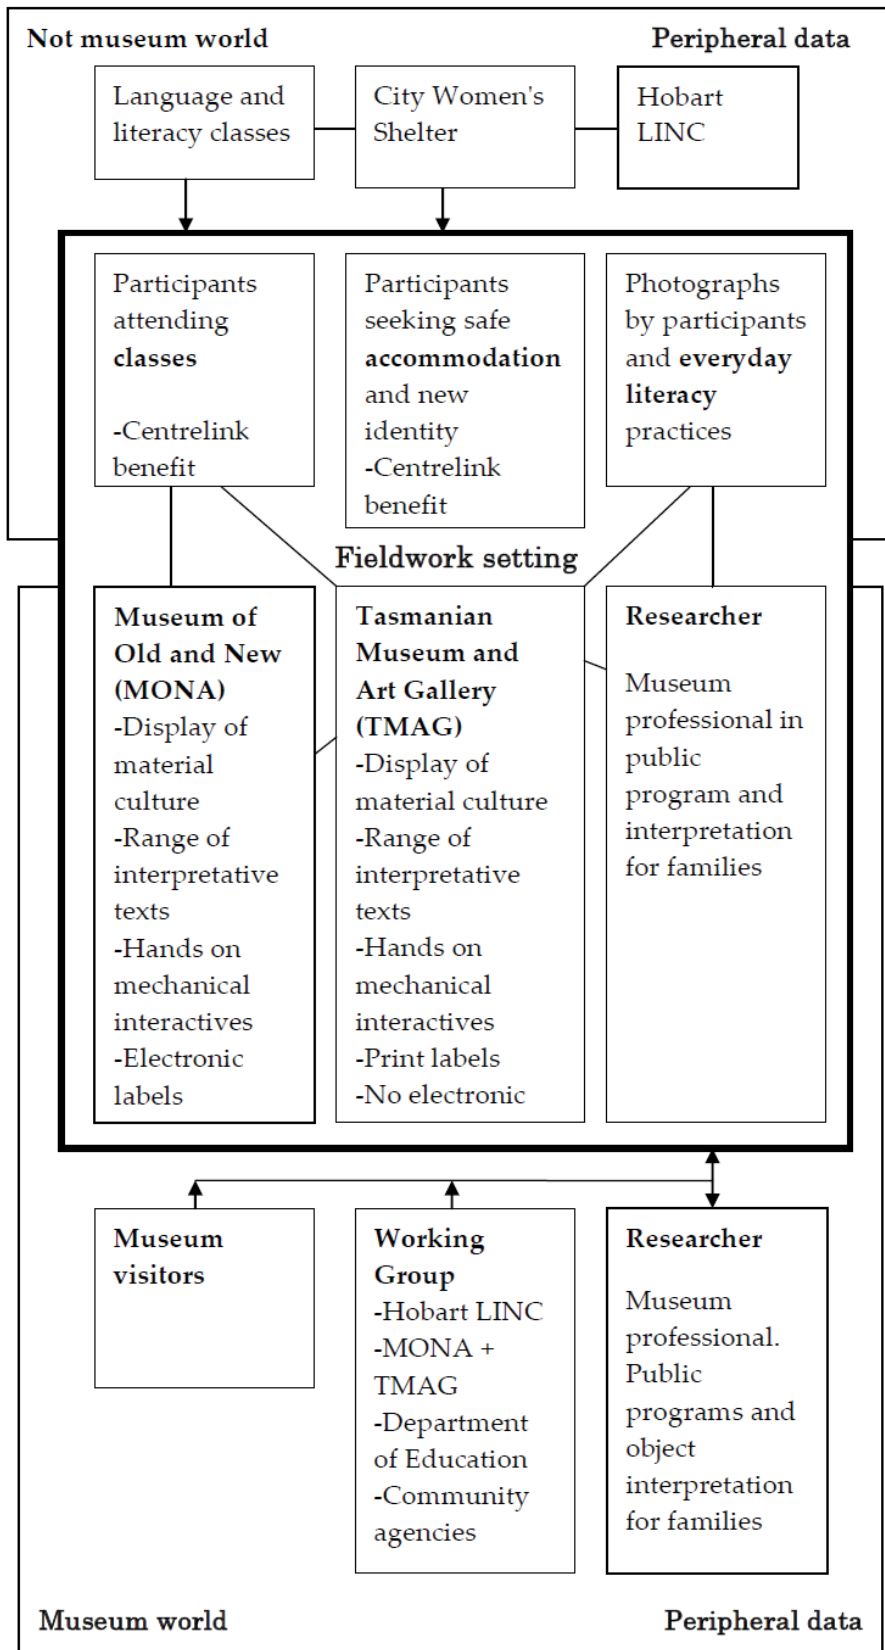 Not museum world
Peripheral data
Language and
literacy classes
City Women's
Shelter
Hobart
LINC
Participants
attending
classes
-Centrelink
benefit
Participants
seeking safe
accommodation
and new
identity
-Centrelink
benefit
Photographs
by participants
and everyday
literacy
practices
Fieldwork setting
Museum of
Old and New
(MONA)
-Display of
material
culture
-Range of
interpretative
texts
-Hands on
mechanical
interactives
-Electronic
labels
Tasmanian
Museum and
Art Gallery
(TMAG)
-Display of
material culture
-Range of
interpretative
texts
-Hands on
mechanical
interactives
-Print labels
-No electronic
Researcher
Museum
professional in
public
program and
interpretation
for families
Museum
visitors
Working
Group
-Hobart LINC
-MONA +
TMAG
-Department
of Education
-Community
agencies
Researcher
Museum
professional.
Public
programs and
object
interpretation
for families
Museum world
Peripheral data